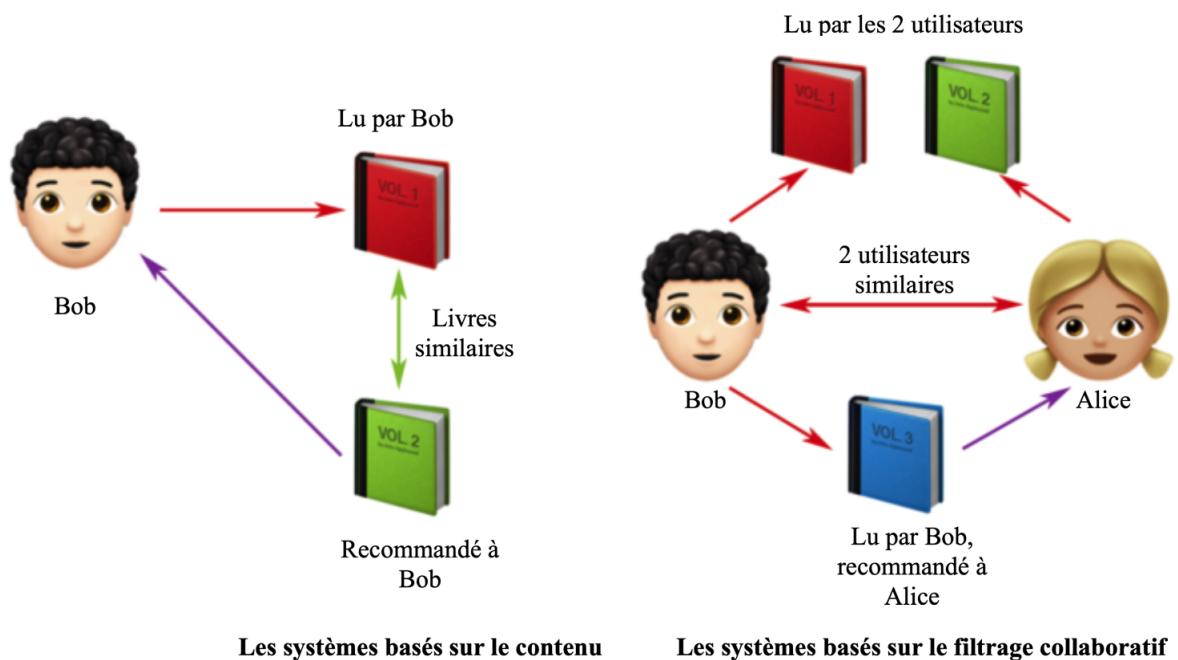 Lu par Bob
VOL. 1
Bob
Livres
similaires
VOL. 2
Recommandé à
Bob
Les systèmes basés sur le contenu
Lu par les 2 utilisateurs
VOL. 1
VOL. 2
2 utilisateurs
similaires
Bob
Alice
VOL. 3
Lu par Bob,
recommandé à
Alice
Les systèmes basés sur le filtrage collaboratif